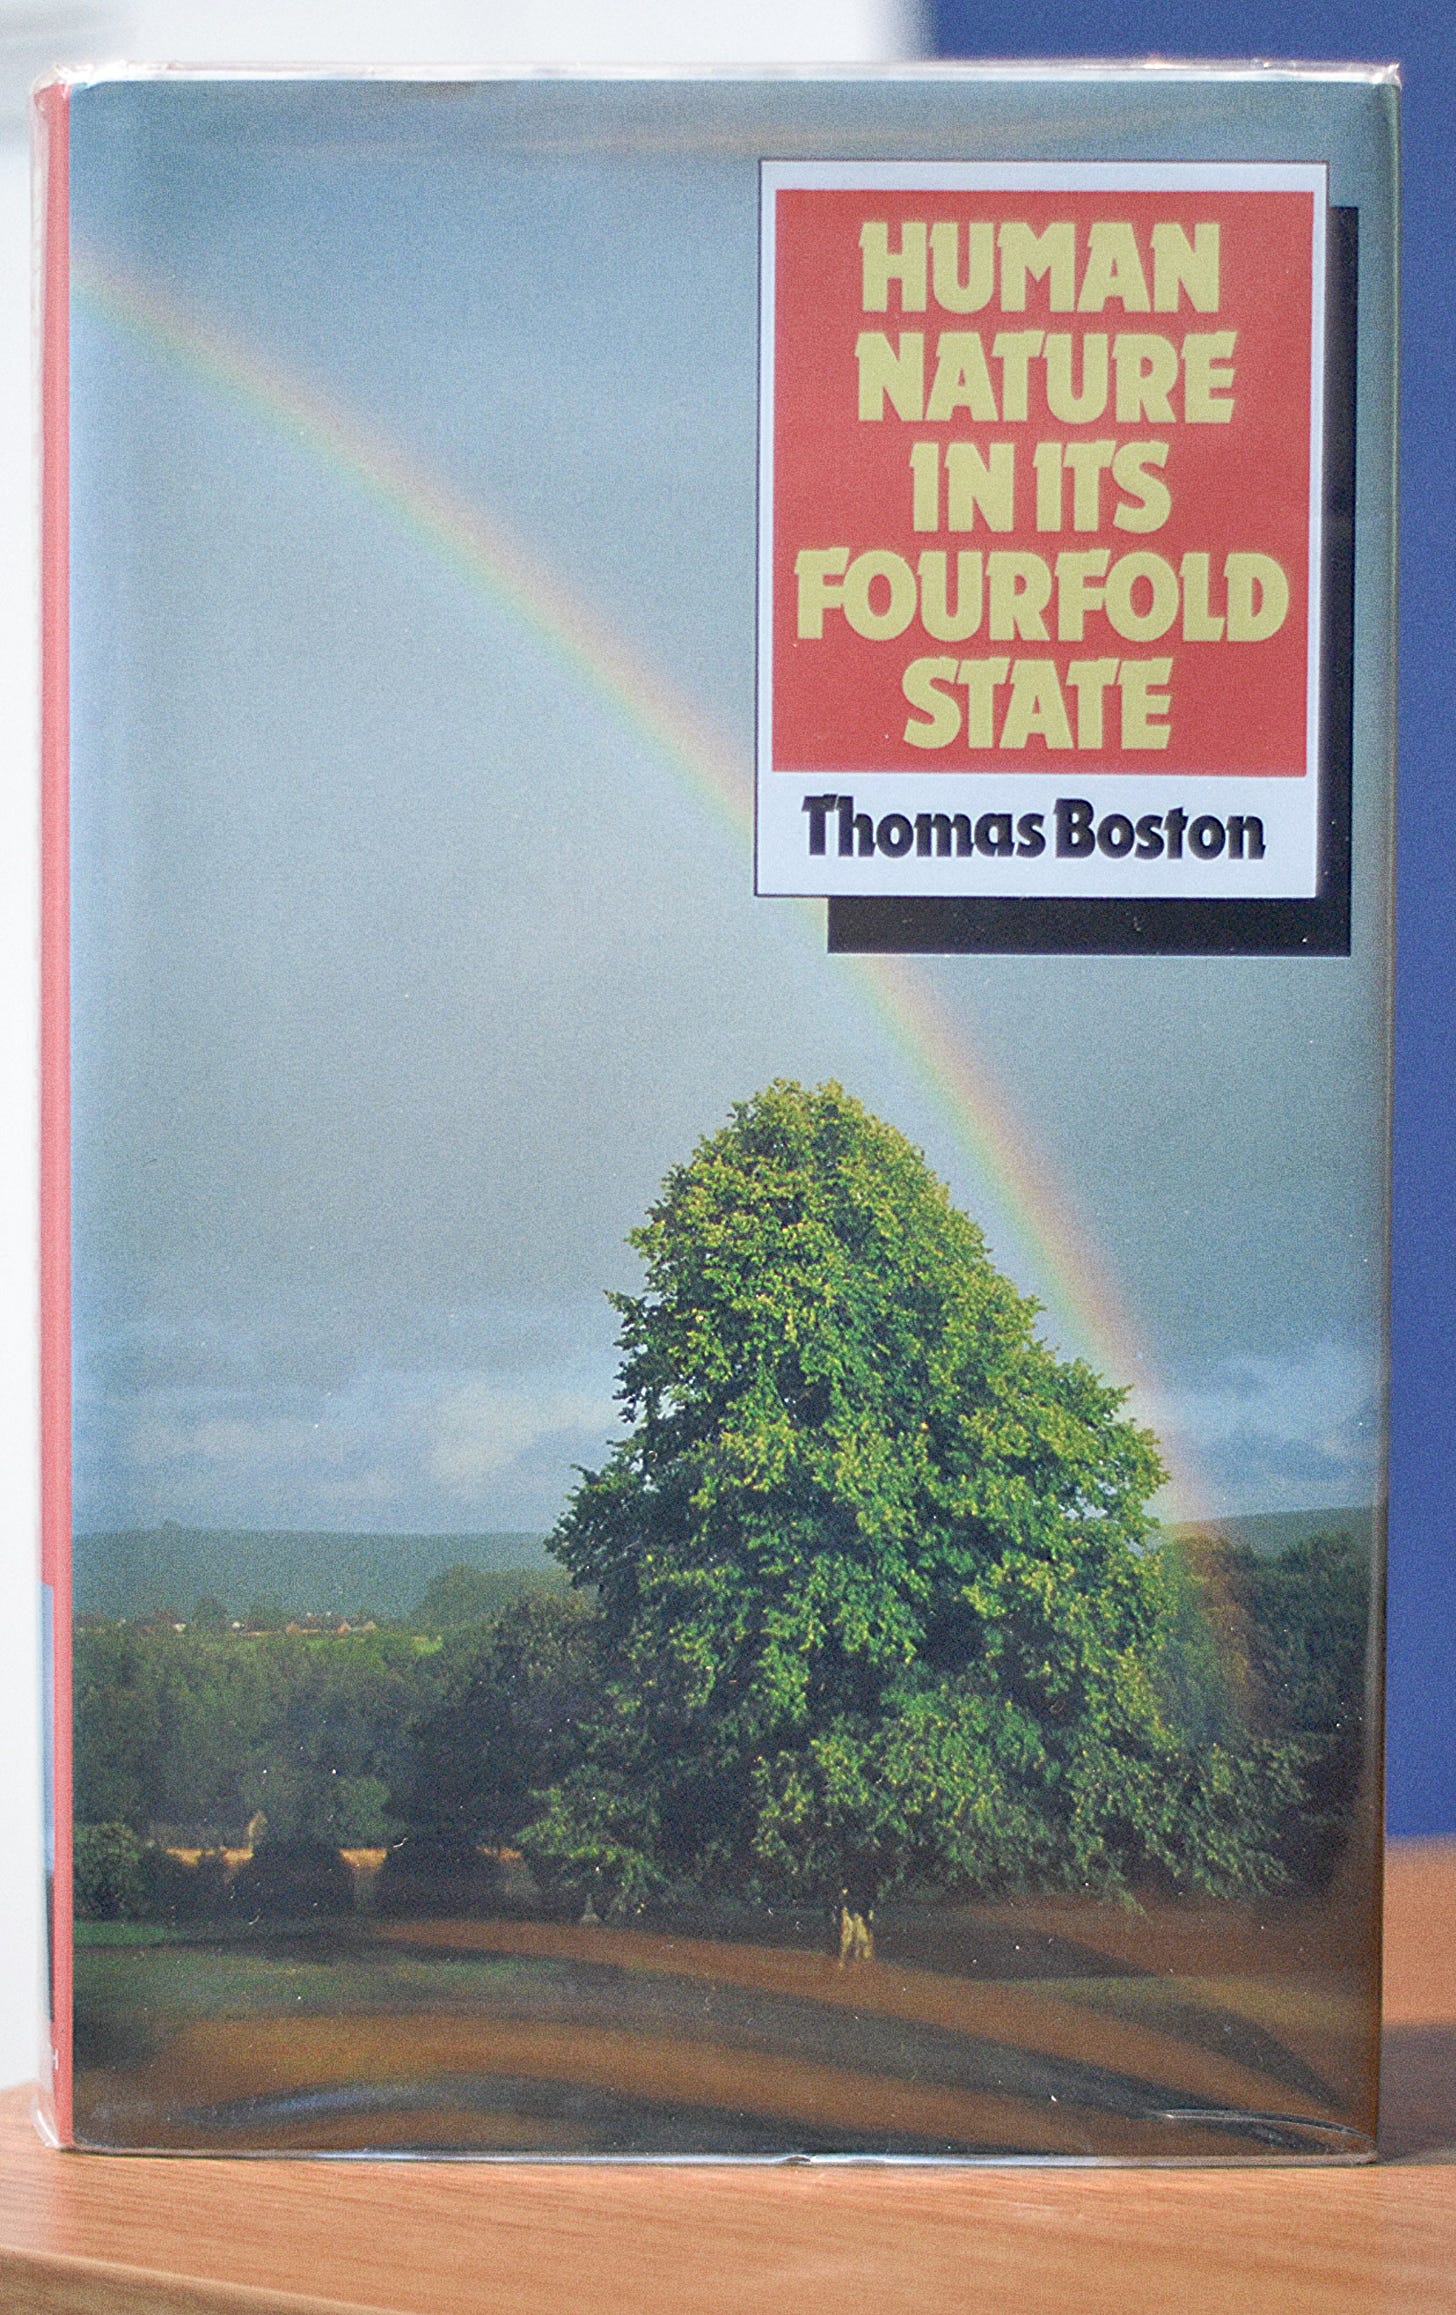 HUMAN
NATURE
IN ITS
FOURFOLD
STATE
Thomas Boston